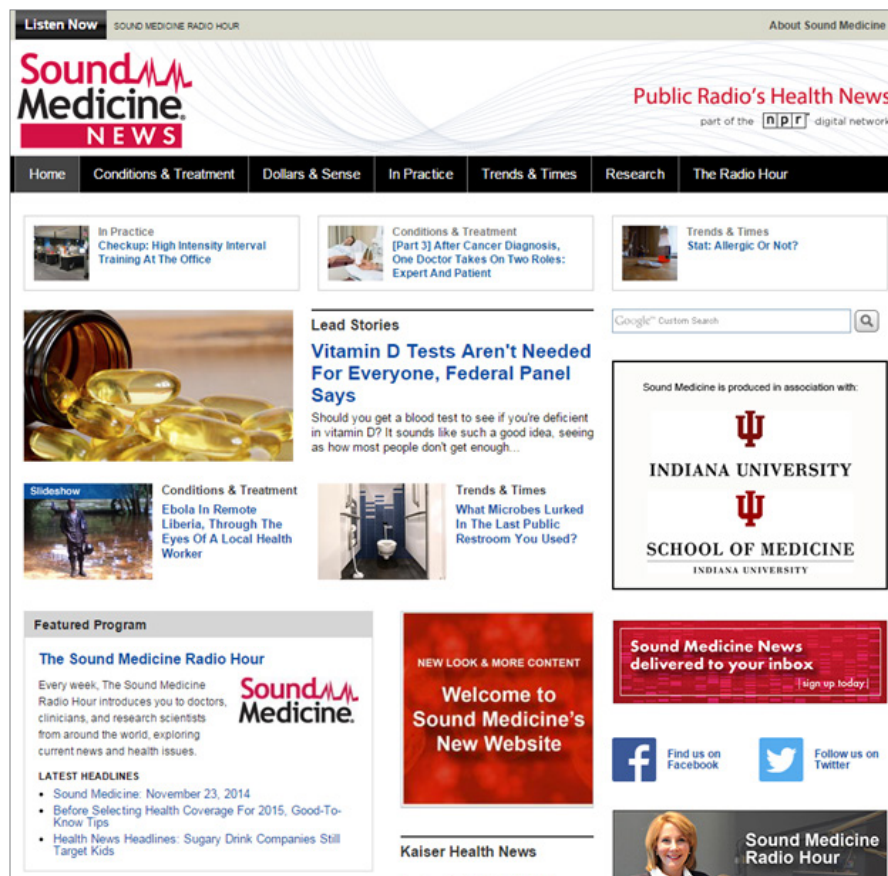 Listen Now SOUND MEDICINE RADIO HOUR About Sound Medicine
Sound
Medicine
NEWS
Public Radio's Health News
part of the npr digital network
Home Conditions & Treatment Dollars & Sense In Practice Trends & Times Research The Radio Hour
In Practice
Checkup: High Intensity Interval
Training At The Office
Conditions & Treatment
[Part 3] After Cancer Diagnosis,
One Doctor Takes On Two Roles:
Expert And Patient
Trends & Times
Stat: Allergic Or Not?
Lead Stories
Vitamin D Tests Aren't Needed
For Everyone, Federal Panel
Says
Should you get a blood test to see if you're deficient
in vitamin D? It sounds like such a good idea, seeing
as how most people don't get enough...
Google™ Custom Search
Sound Medicine is produced in association with:
INDIANA UNIVERSITY
SCHOOL OF MEDICINE
INDIANA UNIVERSITY
Slideshow
Conditions & Treatment
Ebola In Remote
Liberia, Through The
Eyes Of A Local Health
Worker
Trends & Times
What Microbes Lurked
In The Last Public
Restroom You Used?
Featured Program
The Sound Medicine Radio Hour
Every week, The Sound Medicine
Radio Hour introduces you to doctors,
clinicians, and research scientists
from around the world, exploring
current news and health issues.
Sound
Medicine
LATEST HEADLINES
• Sound Medicine: November 23, 2014
• Before Selecting Health Coverage For 2015, Good-To-
Know Tips
• Health News Headlines: Sugary Drink Companies Still
Target Kids
NEW LOOK & MORE CONTENT
Welcome to
Sound Medicine's
New Website
Kaiser Health News
Sound Medicine News
delivered to your inbox
|sign up today|
Find us on
Facebook
Follow us on
Twitter
Sound Medicine
Radio Hour